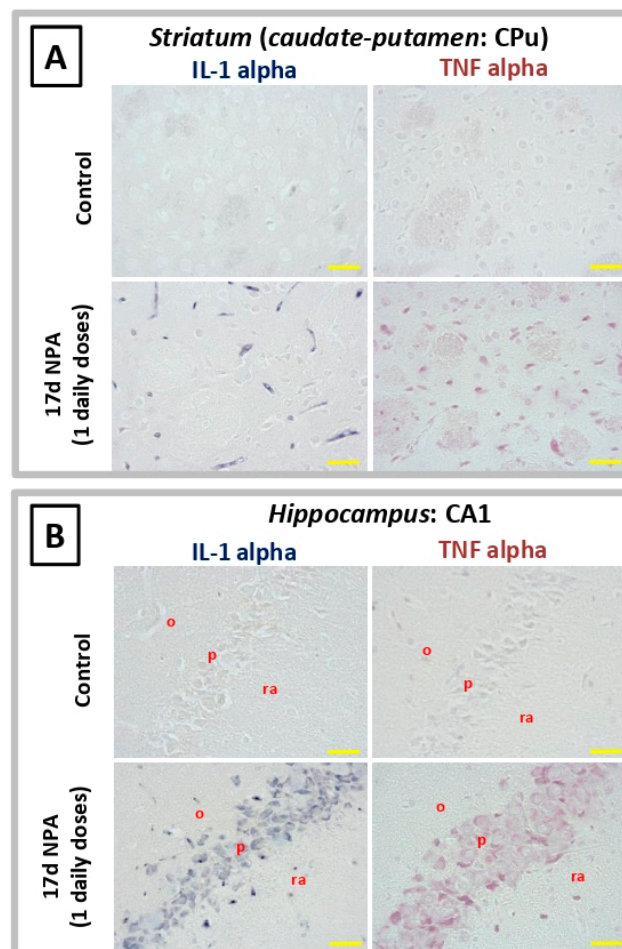 A
Striatum (caudate-putamen: CPu)
IL-1 alpha
TNF alpha
Control
17d NPA
(1 daily doses)
B
Hippocampus: CA1
IL-1 alpha
TNF alpha
Control
o
p
ra
o
p
ra
17d NPA
(1 daily doses)
o
p
ra
o
p
ra